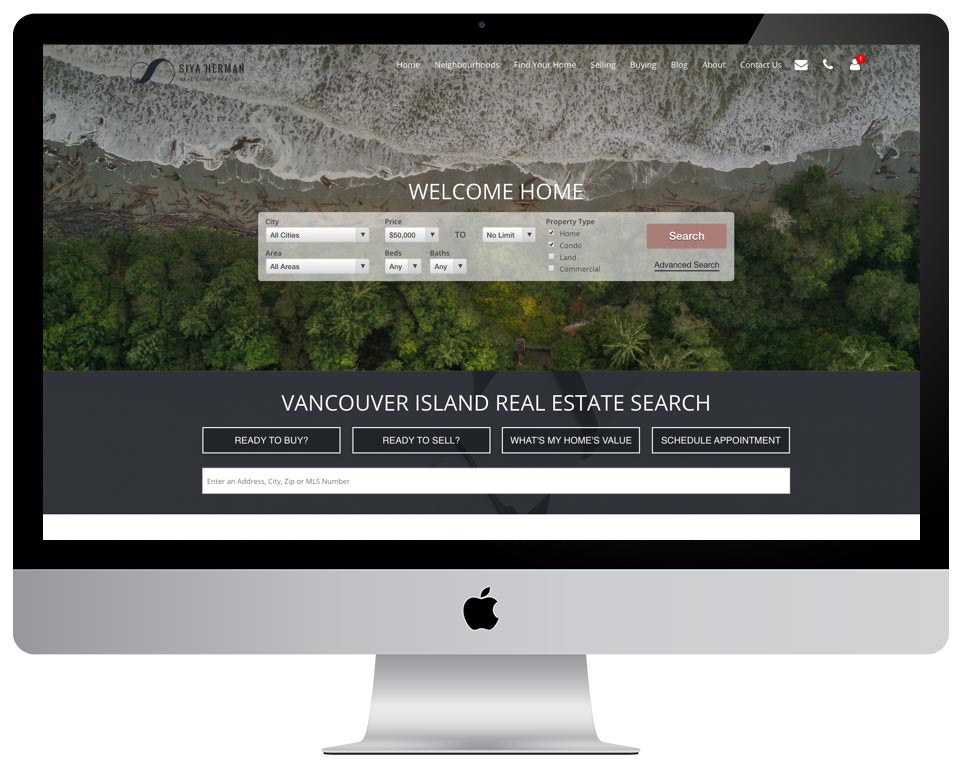 SIYA HERMAN
Home Neighbourhoods Find Your Home Selling Buying Blog About Contact Us 1
WELCOME HOME
City Price Property Type
All Cities $50,000 TO No Limit Home Search
Condo
Area Beds Baths Land
All Areas Any Any Commercial Advanced Search
VANCOUVER ISLAND REAL ESTATE SEARCH
READY TO BUY? READY TO SELL? WHAT'S MY HOME'S VALUE SCHEDULE APPOINTMENT
Enter an Address, City, Zip or MLS Number